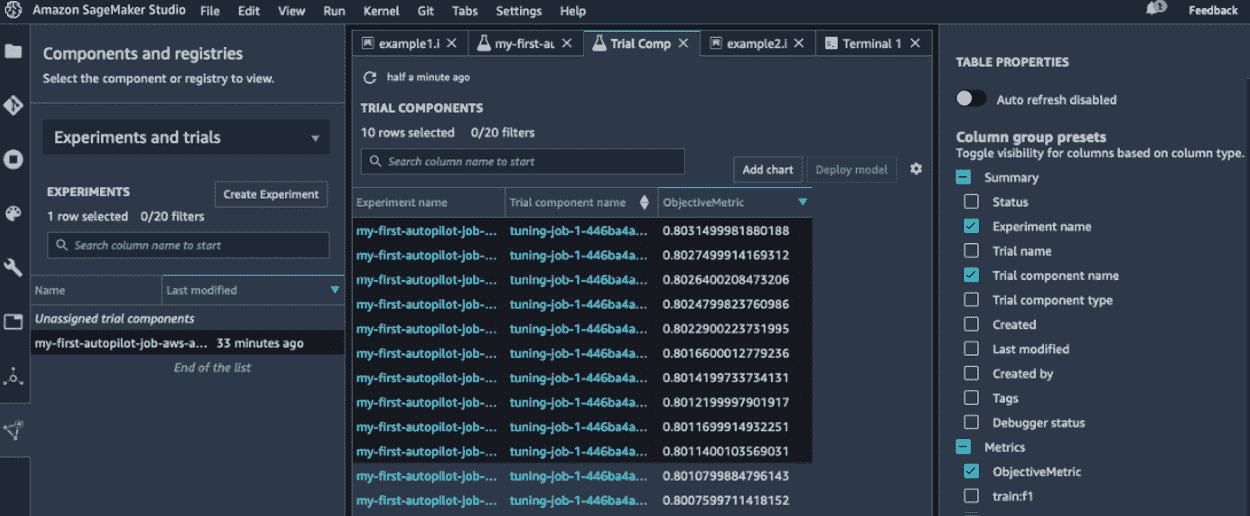 Amazon SageMaker Studio File Edit View Run Kernel Git Tabs Settings Help Feedback
Components and registries
Select the component or registry to view.
Experiments and trials
EXPERIMENTS
Create Experiment
1 row selected 0/20 filters
Search column name to start
Name Last modified
Unassigned trial components
my-first-autopilot-job-aws-a... 33 minutes ago
End of the list
example1.i my-first-au Trial Comp example2.i Terminal 1
half a minute ago
TRIAL COMPONENTS
10 rows selected 0/20 filters
Search column name to start
Add chart Deploy model
Experiment name Trial component name ObjectiveMetric
my-first-autopilot-job-... tuning-job-1-446ba4a... 0.8031499981880188
my-first-autopilot-job-... tuning-job-1-446ba4a... 0.8027499914169312
my-first-autopilot-job-... tuning-job-1-446ba4a... 0.8026400208473206
my-first-autopilot-job-... tuning-job-1-446ba4a... 0.8024799823760986
my-first-autopilot-job-... tuning-job-1-446ba4a... 0.8022900223731995
my-first-autopilot-job-... tuning-job-1-446ba4a... 0.8016600012779236
my-first-autopilot-job-... tuning-job-1-446ba4a... 0.8014199733734131
my-first-autopilot-job-... tuning-job-1-446ba4a... 0.8012199997901917
my-first-autopilot-job-... tuning-job-1-446ba4a... 0.8011699914932251
my-first-autopilot-job-... tuning-job-1-446ba4a... 0.8011400103569031
my-first-autopilot-job-... tuning-job-1-446ba4a... 0.8010799884796143
my-first-autopilot-job-... tuning-job-1-446ba4a... 0.8007599711418152
TABLE PROPERTIES
Auto refresh disabled
Column group presets
Toggle visibility for columns based on column type.
Summary
Status
Experiment name
Trial name
Trial component name
Trial component type
Created
Last modified
Created by
Tags
Debugger status
Metrics
ObjectiveMetric
train:f1